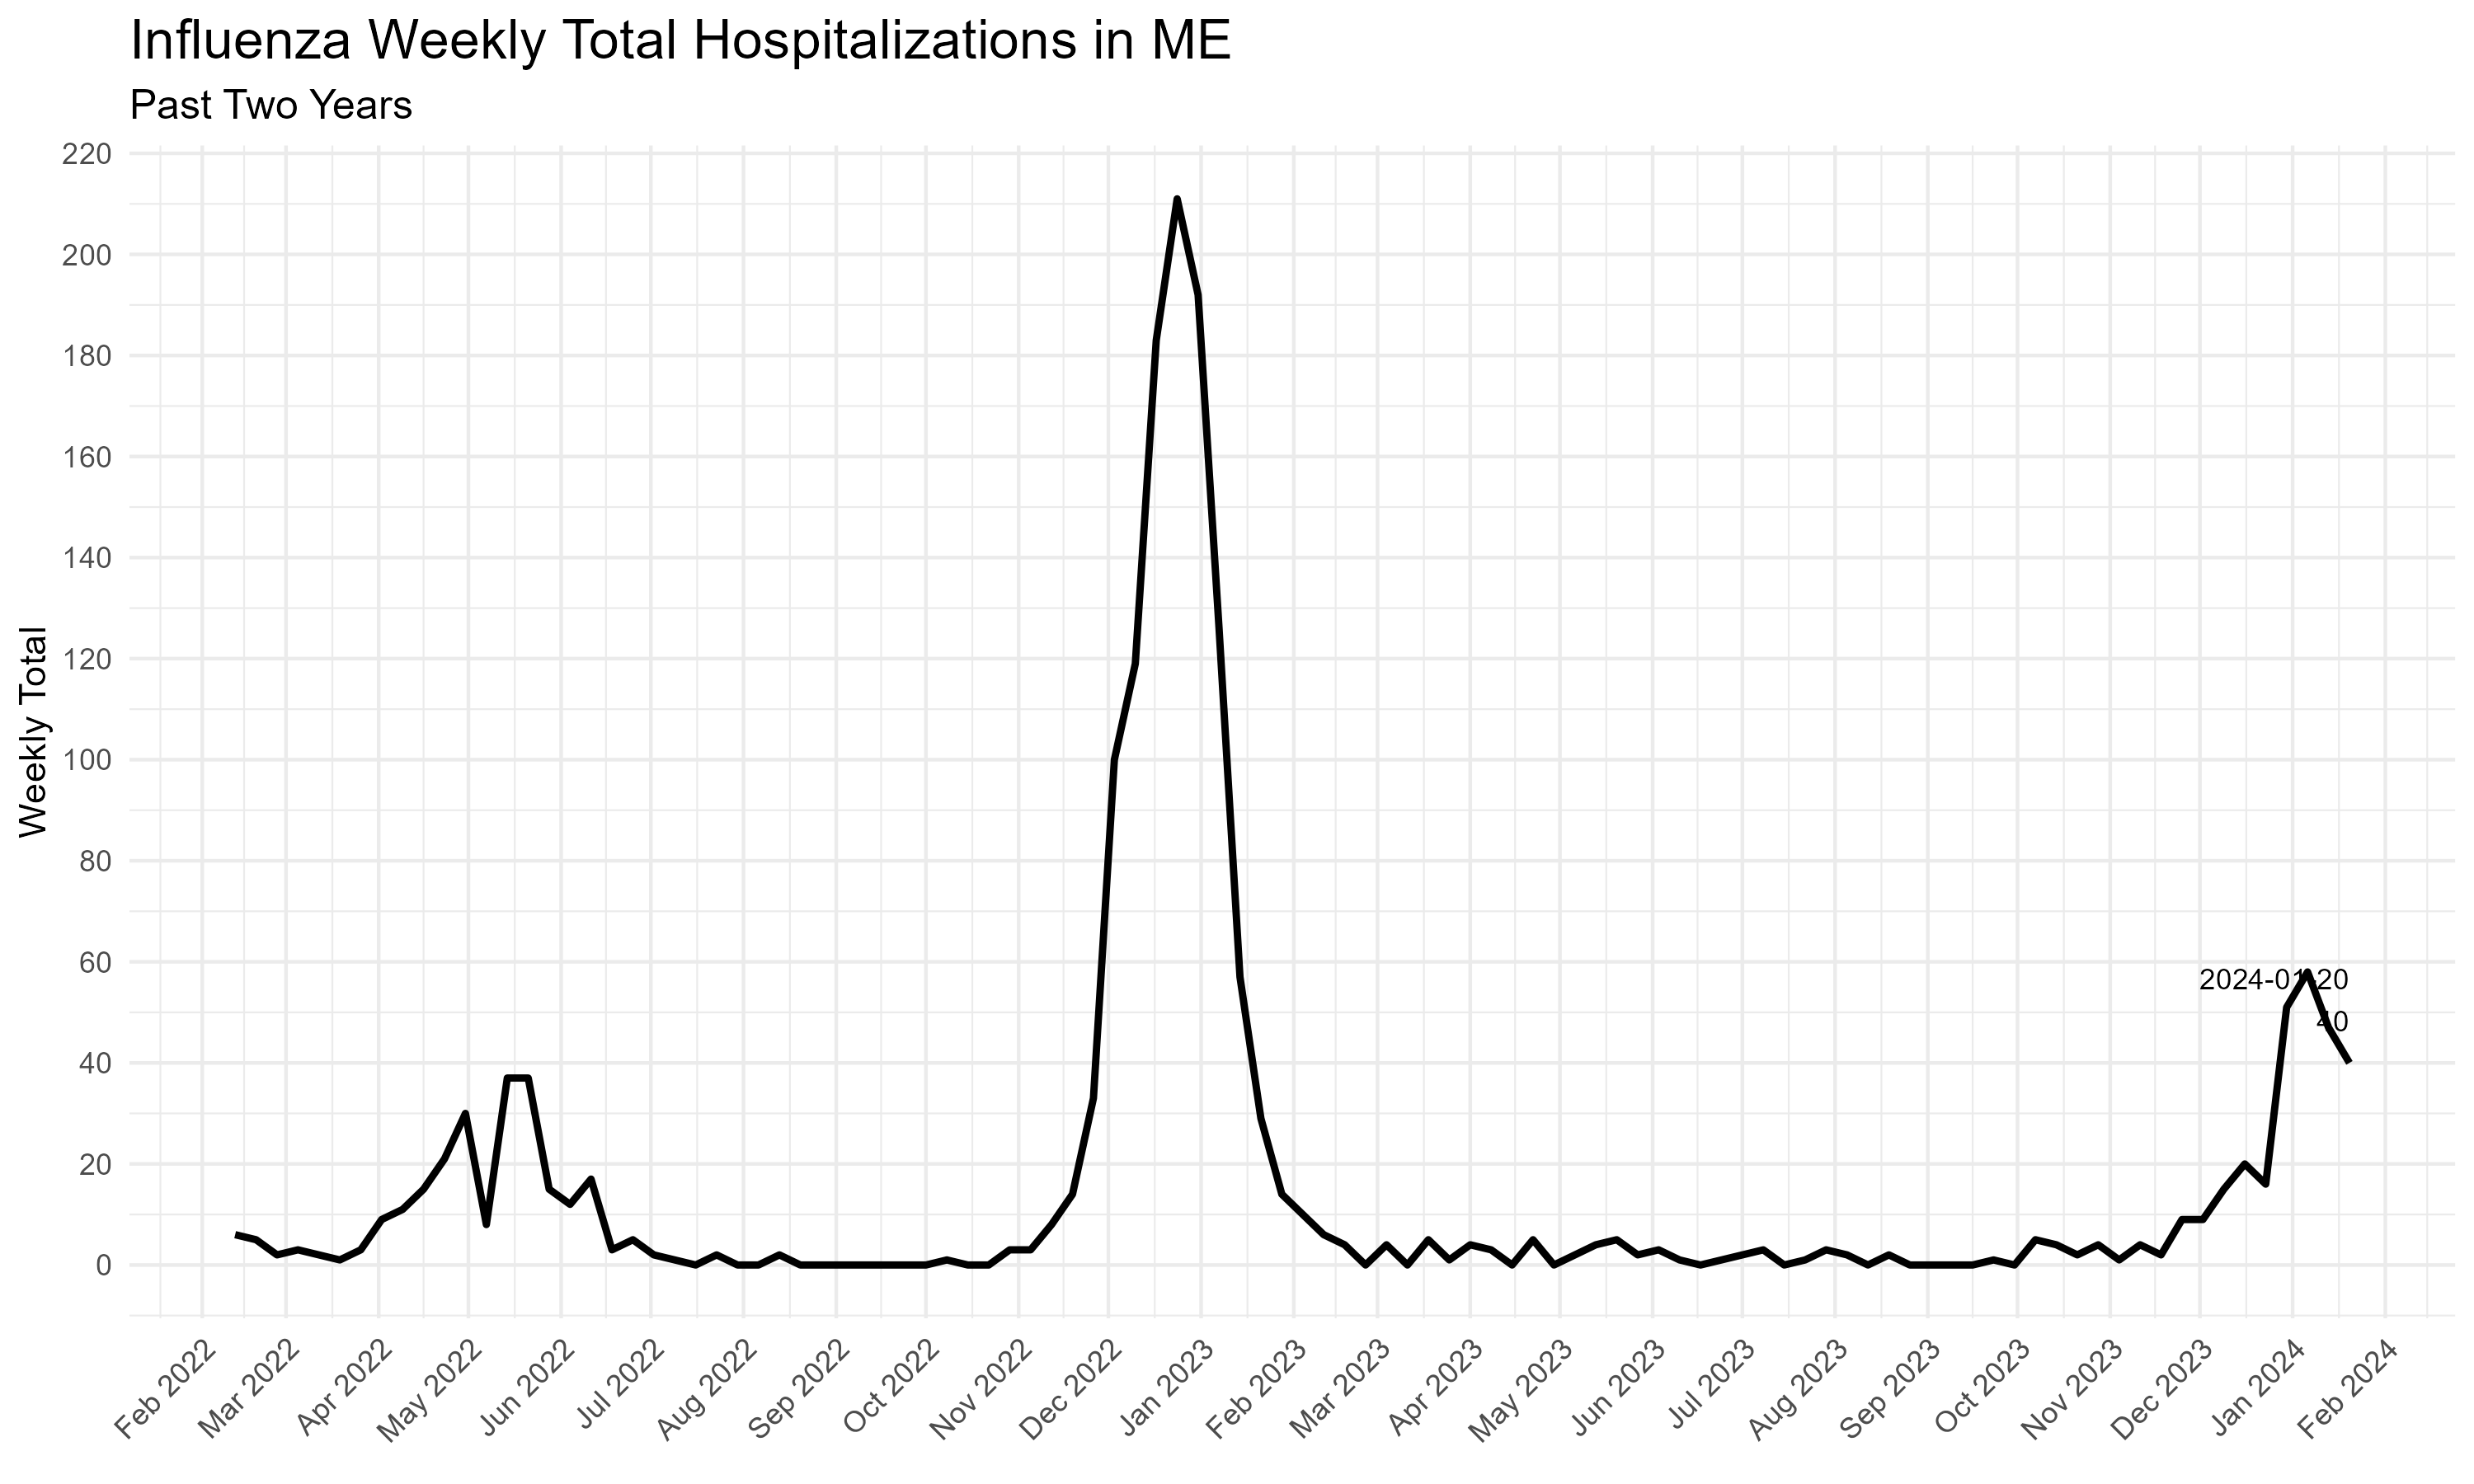 Influenza Weekly Total Hospitalizations in ME
Past Two Years
220
200
180
160
140
120
100
80
60
40
20
0
Weekly Total
2024-01-20
40
Feb 2022
Mar 2022
Apr 2022
May 2022
Jun 2022
Jul 2022
Aug 2022
Sep 2022
Oct 2022
Nov 2022
Dec 2022
Jan 2023
Feb 2023
Mar 2023
Apr 2023
May 2023
Jun 2023
Jul 2023
Aug 2023
Sep 2023
Oct 2023
Nov 2023
Dec 2023
Jan 2024
Feb 2024